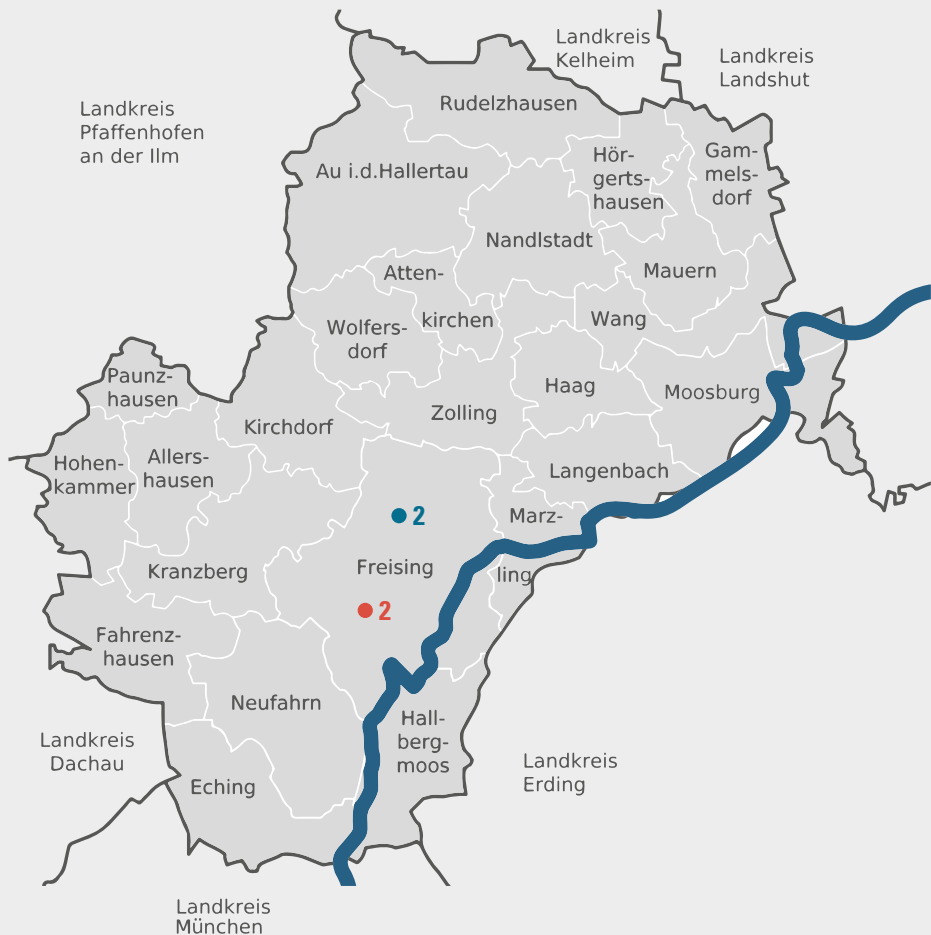 Landkreis
Kelheim
Landkreis
Landshut
Landkreis
Pfaffenhofen
an der Ilm
Rudelzhausen
Au i.d.Hallertau
Hör-
gerts-
hausen
Gam-
mels-
dorf
Nandlstadt
Mauern
Atten-
kirchen
Wolfers-
dorf
Wang
Paunz-
hausen
Haag
Moosburg
Zolling
Kirchdorf
Hohen-
kammer
Allers-
hausen
Langenbach
2
Marz-
ling
Freising
Kranzberg
2
Fahrenz-
hausen
Neufahrn
Hall-
berg-
moos
Landkreis
Dachau
Eching
Landkreis
Erding
Landkreis
München